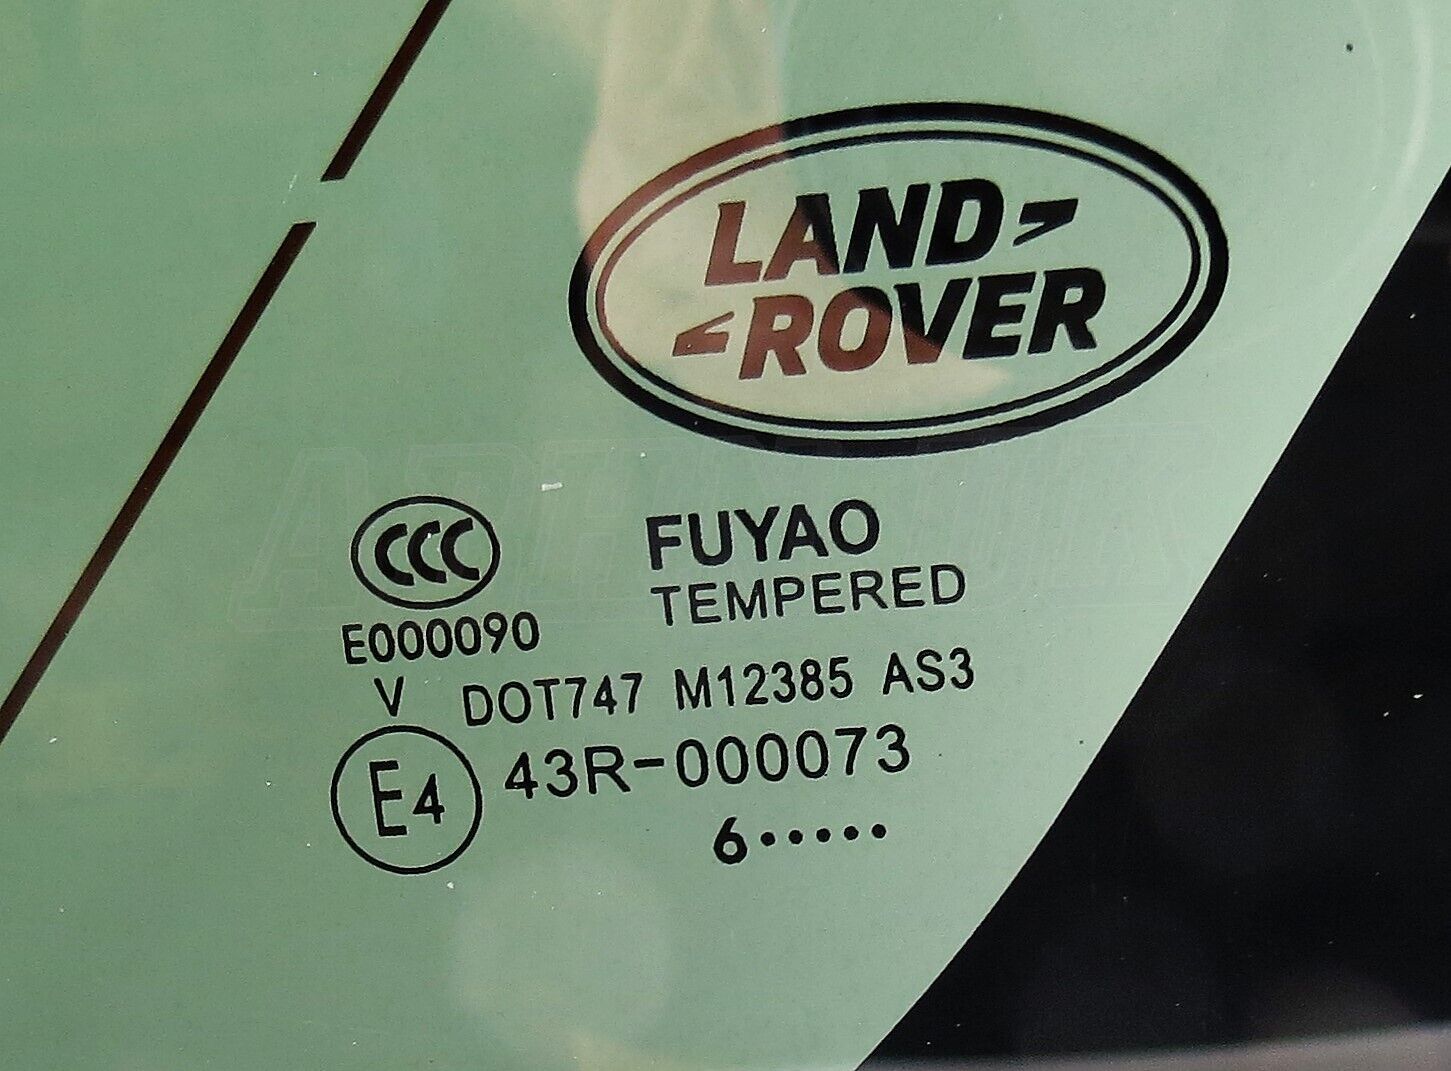 LAND
ROVER
CCC
FUYAO
TEMPERED
E000090
V DOT747 M12385 AS3
E4 43R-000073
6•••••